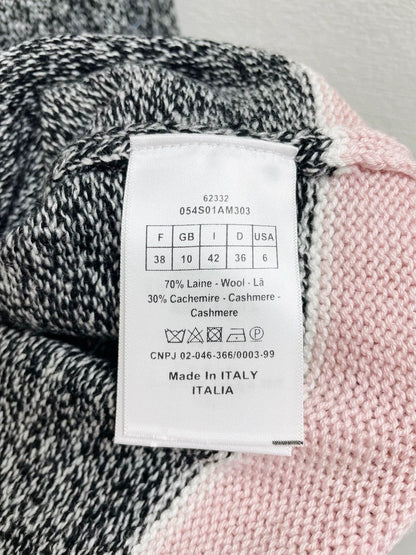 62332
054S01AM303
F GB I D USA
38 10 42 36 6
70% Laine - Wool - Lã
30% Cachemire - Cashmere -
Cashmere
CNPJ 02-046-366/0003-99
Made In ITALY
ITALIA